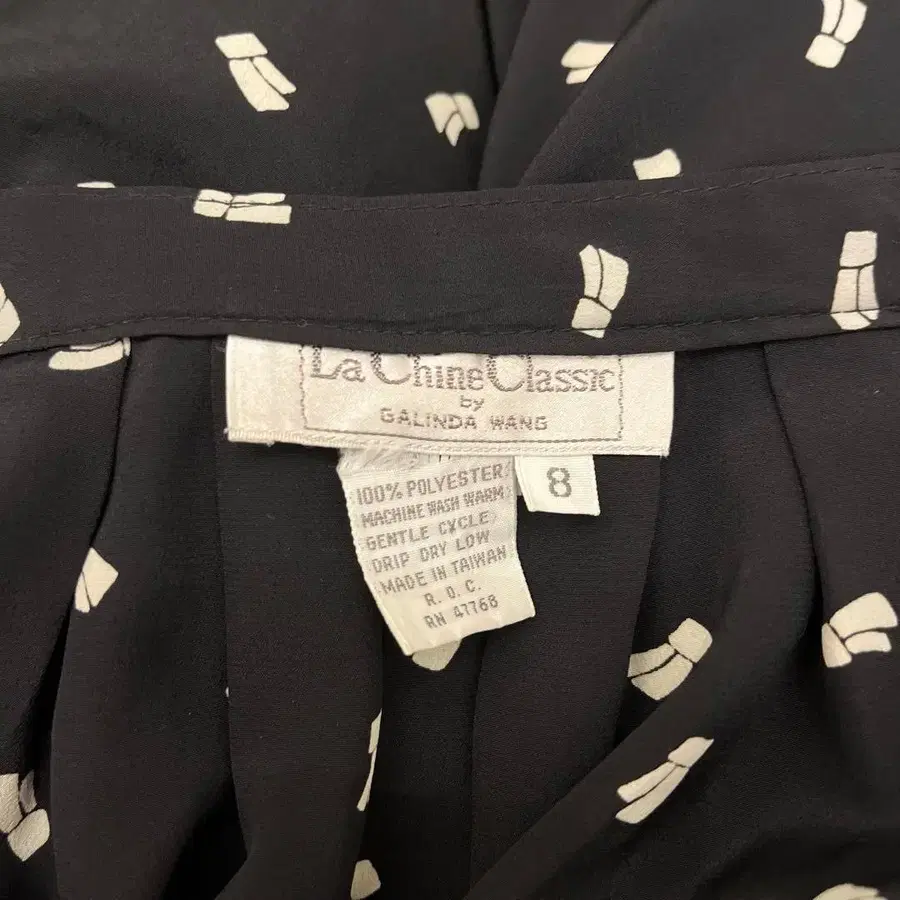 La Chine Classic
by
GALINDA WANG
8
100% POLYESTER
MACHINE WASH WARM
GENTLE CYCLE
DRIP DRY LOW
MADE IN TAIWAN
R. O. C.
RN 47768